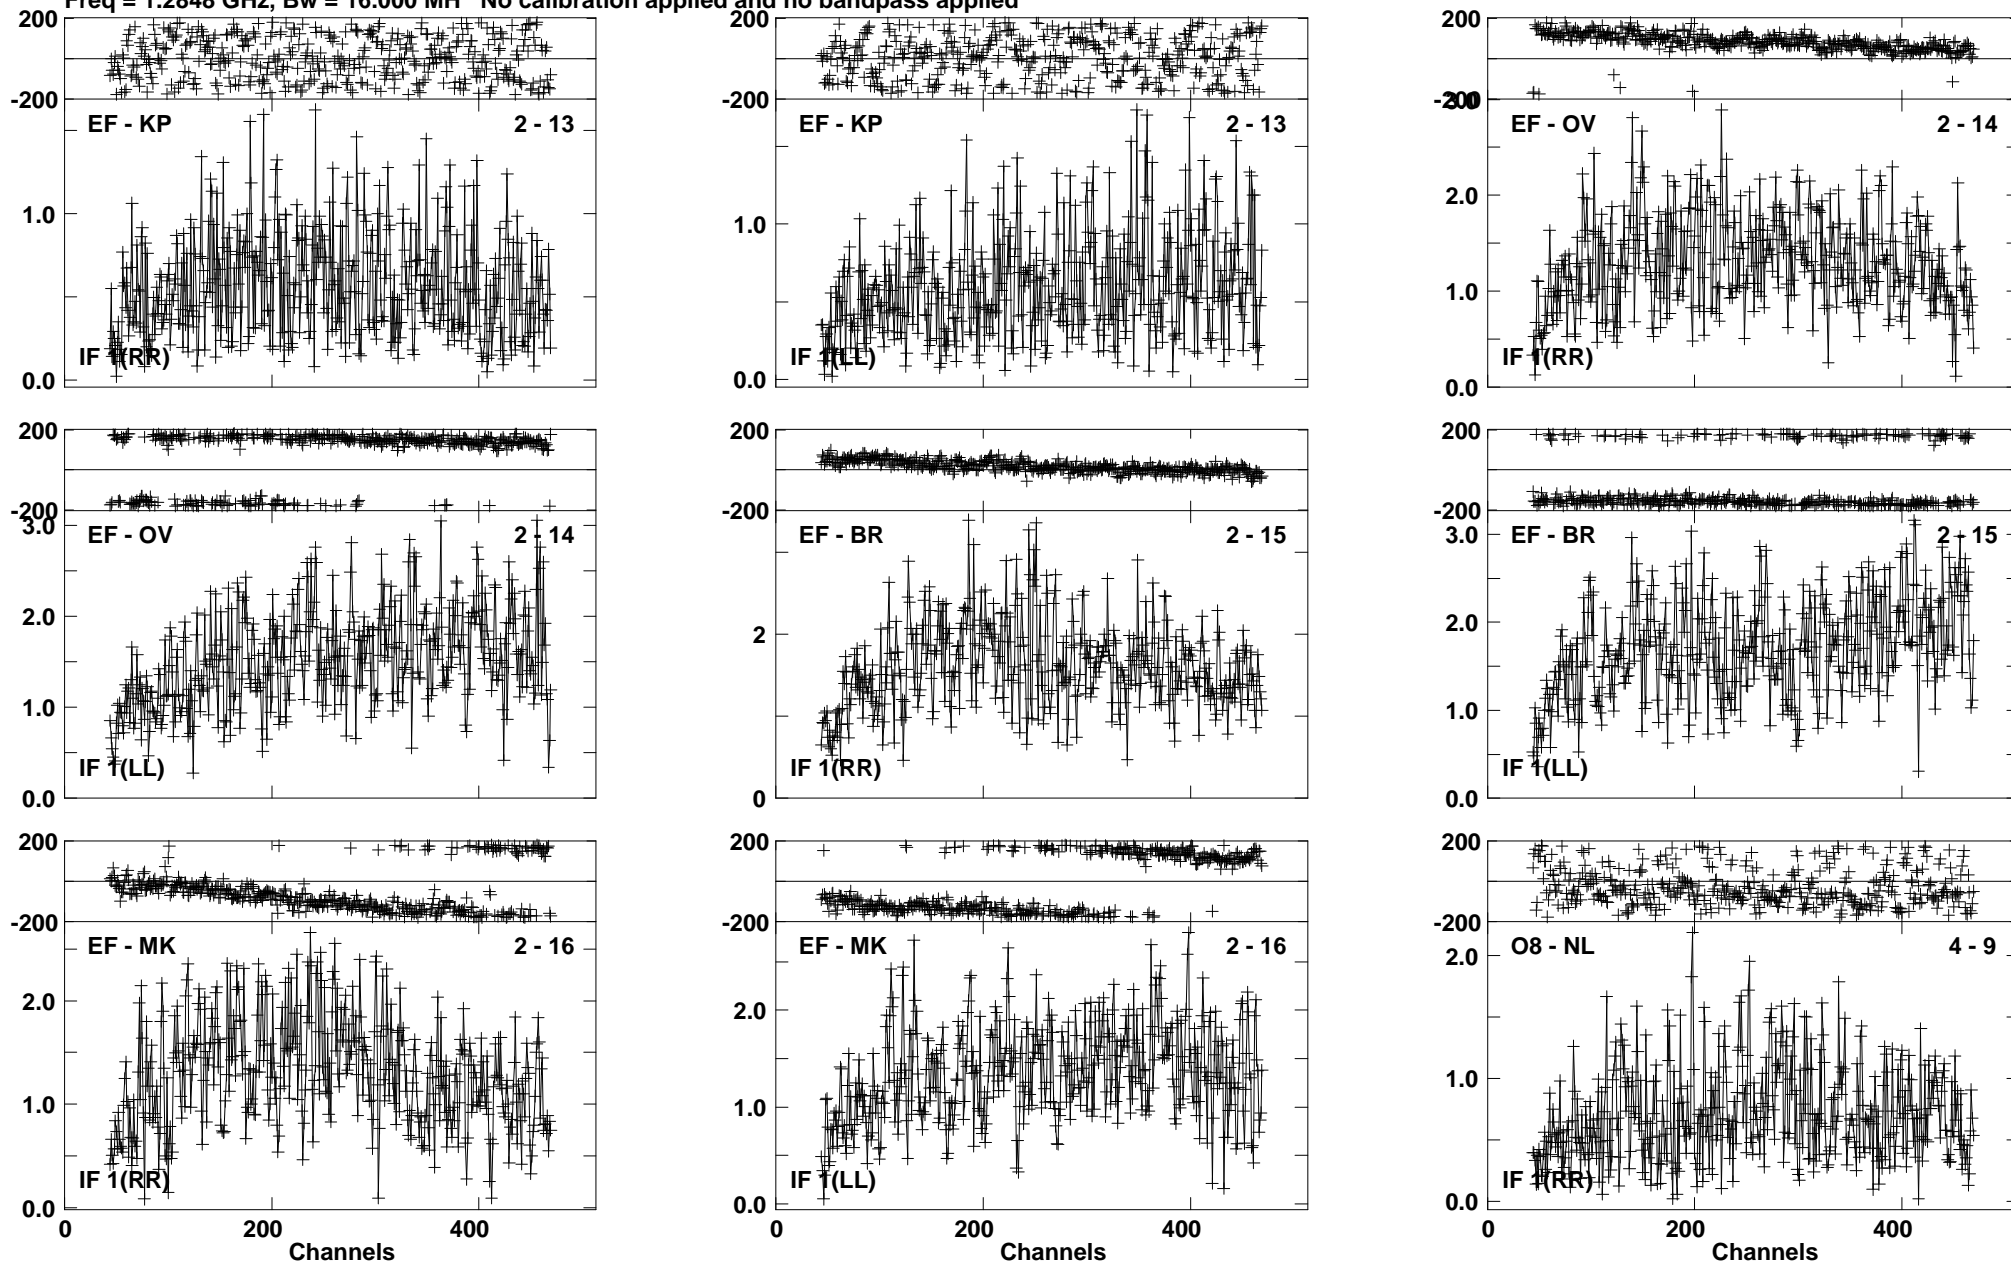 Freq = 1.2848 GHz, Bw = 16.000 MH No calibration applied and no bandpass applied
200
-200
EF - KP 2 - 13
1.0
IF 1(RR)
0.0
200
-200
EF - KP 2 - 13
1.0
IF 1(LL)
0.0
200
-200
3.0
EF - OV 2 - 14
2.0
1.0
IF 1(RR)
0.0
200
-200
3.0
EF - OV 2 - 14
2.0
1.0
IF 1(LL)
0.0
200
-200
EF - BR 2 - 15
2
IF 1(RR)
0
200
-200
3.0
EF - BR 2 - 15
2.0
1.0
IF 1(LL)
0.0
200
-200
EF - MK 2 - 16
2.0
1.0
IF 1(RR)
0.0
0 200 400
Channels
200
-200
EF - MK 2 - 16
2.0
1.0
IF 1(LL)
0.0
0 200 400
Channels
200
-200
O8 - NL 4 - 9
2.0
1.0
IF 1(RR)
0.0
0 200 400
Channels